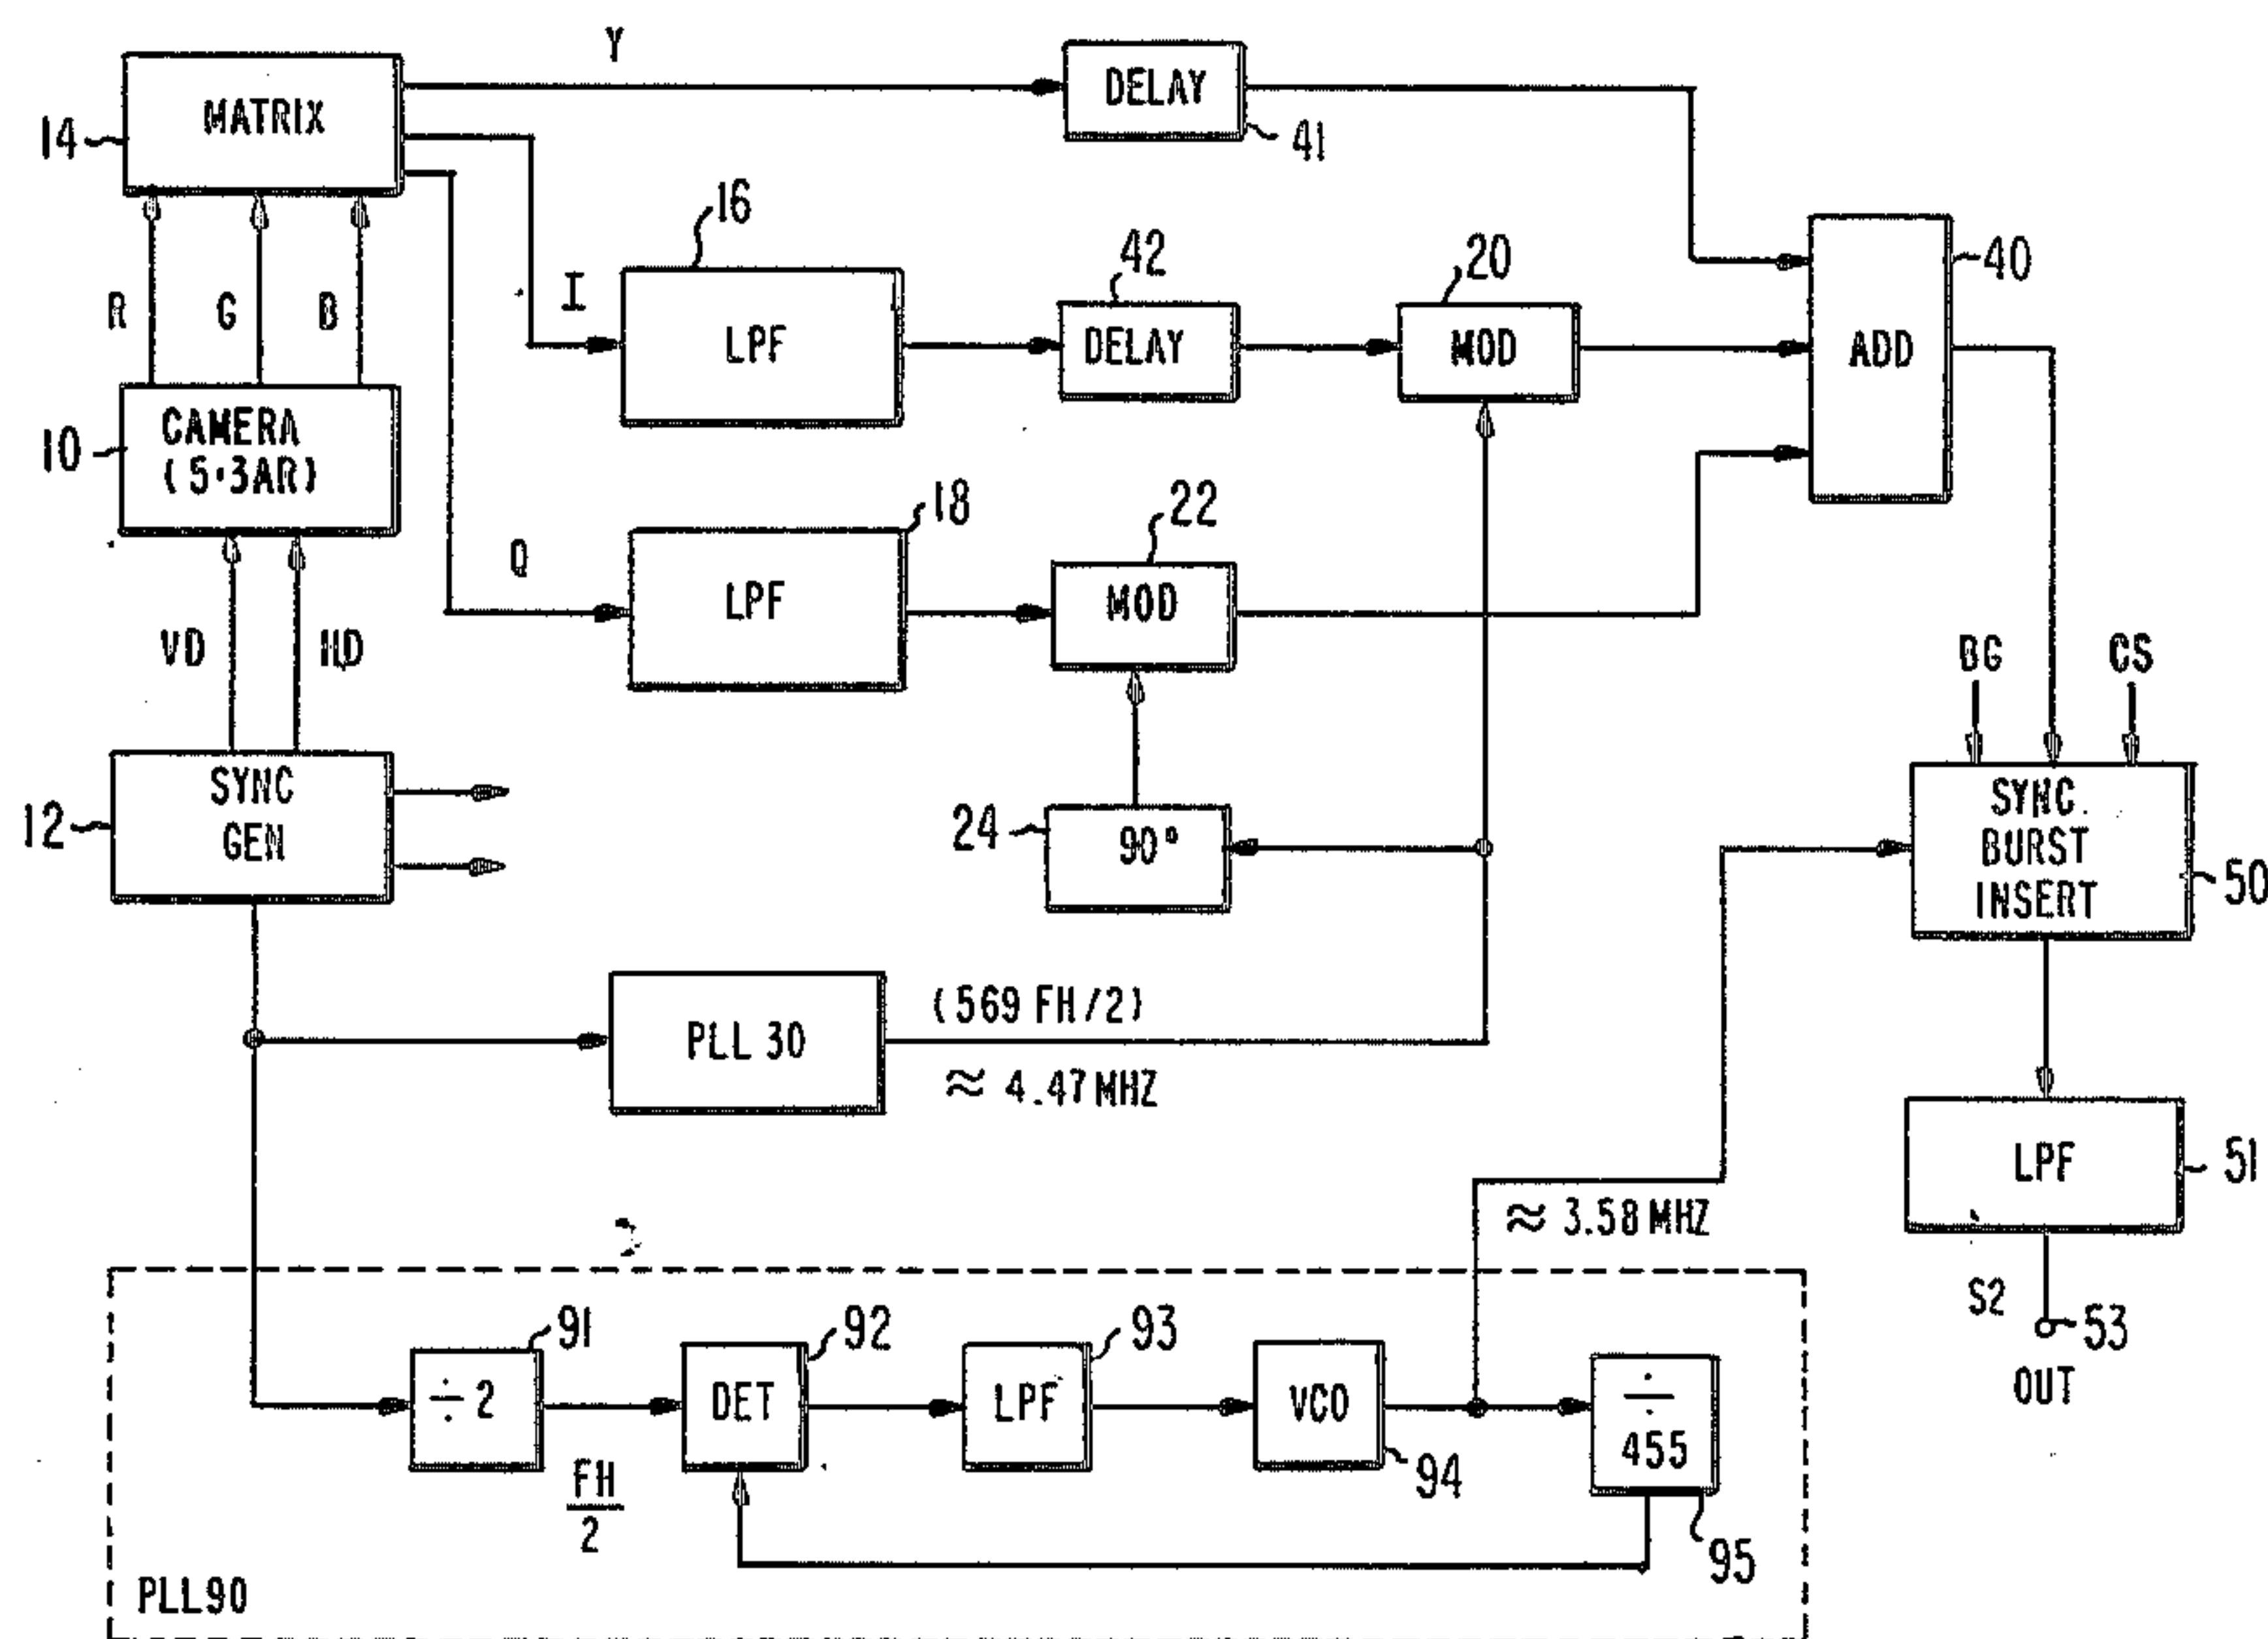 Y
MATRIX
14
DELAY
41
16
42
20
40
R
G
B
I
LPF
DELAY
MOD
ADD
CAMERA
(5·3AR)
10
18
22
Q
LPF
MOD
VD
HD
BG
CS
SYNC
GEN
12
24
90°
SYNC.
BURST
INSERT
50
PLL 30
(569 FH/2)
≈ 4.47 MHZ
LPF
51
≈ 3.58 MHZ
S2
53
OUT
91
92
93
÷2
DET
LPF
VCO
÷
455
94
FH
2
95
PLL90